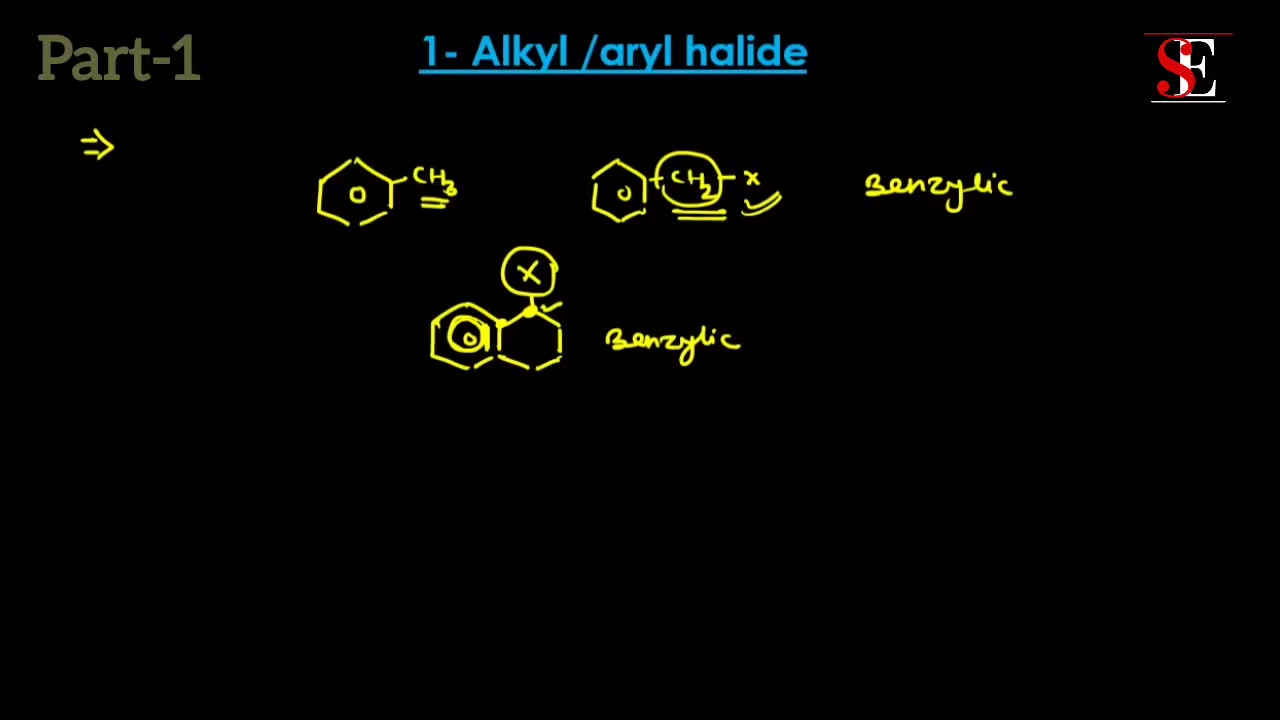 Part-1
1- Alkyl /aryl halide
SE
⇒
CH3
CH2 - X
Benzylic
X
Benzylic